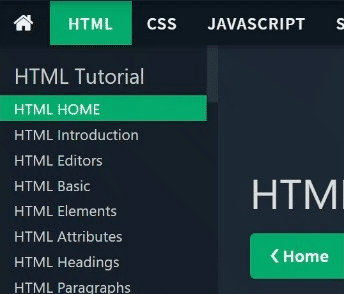 HTML CSS JAVASCRIPT S
HTML Tutorial
HTML HOME
HTML Introduction
HTML Editors
HTML Basic
HTML Elements
HTML Attributes
HTML Headings
HTML Paragraphs
HTML
❮ Home